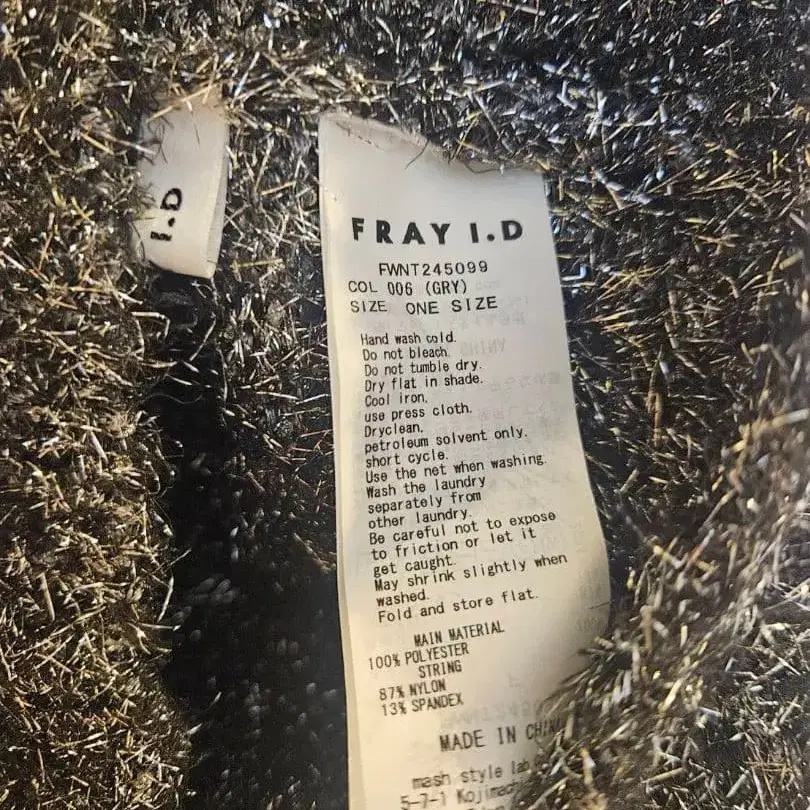 I.D
FRAY I.D
FWNT245099
COL 006 (GRY)
SIZE ONE SIZE
Hand wash cold.
Do not bleach.
Do not tumble dry.
Dry flat in shade.
Cool iron.
use press cloth.
Dryclean.
petroleum solvent only.
short cycle.
Use the net when washing.
Wash the laundry
separately from
other laundry.
Be careful not to expose
to friction or let it
get caught.
May shrink slightly when
washed.
Fold and store flat.
MAIN MATERIAL
100% POLYESTER
STRING
87% NYLON
13% SPANDEX
MADE IN CHINA
mash style lab
5-7-1 Kojimach